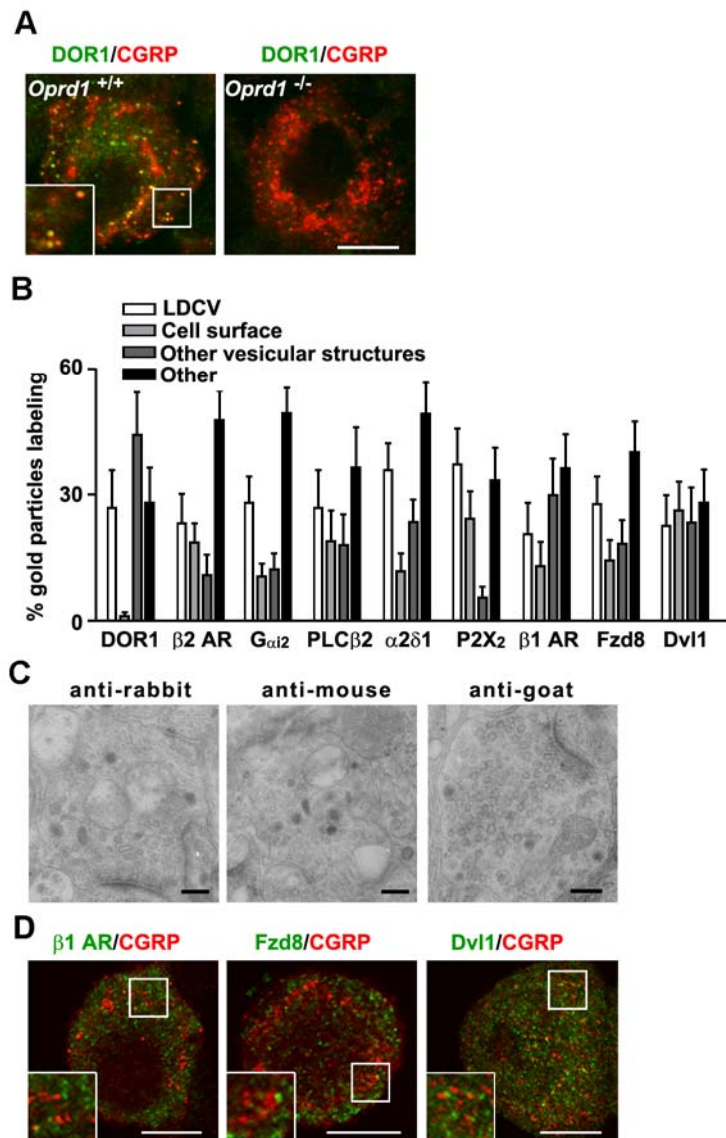 A
DOR1/CGRP DOR1/CGRP
Oprd1 +/+ Oprd1 -/-
B
LDCV
Cell surface
Other vesicular structures
Other
% gold particles labeling
60
30
0
DOR1 β2 AR Gαi2 PLCβ2 α2δ1 P2X2 β1 AR Fzd8 Dvl1
C
anti-rabbit anti-mouse anti-goat
D
β1 AR/CGRP Fzd8/CGRP Dvl1/CGRP